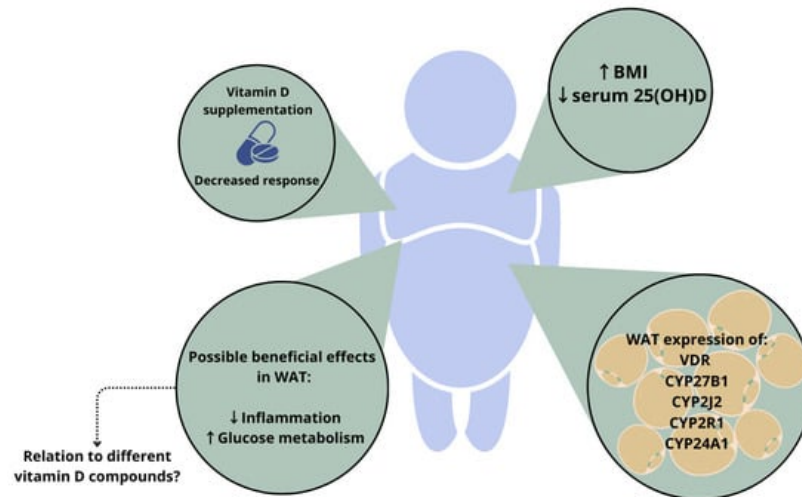 Vitamin D
supplementation
Decreased response
↑ BMI
↓ serum 25(OH)D
Possible beneficial effects
in WAT:
↓ Inflammation
↑ Glucose metabolism
WAT expression of:
VDR
CYP27B1
CYP2J2
CYP2R1
CYP24A1
Relation to different
vitamin D compounds?